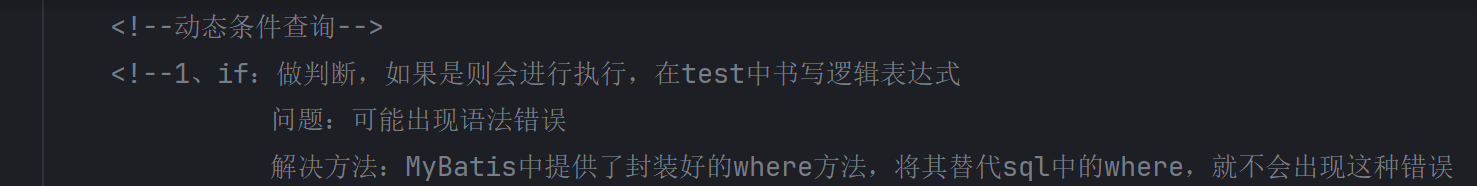 <!--动态条件查询-->
<!--1、if：做判断，如果是则会进行执行，在test中书写逻辑表达式
问题：可能出现语法错误
解决方法：MyBatis中提供了封装好的where方法，将其替代sql中的where，就不会出现这种错误